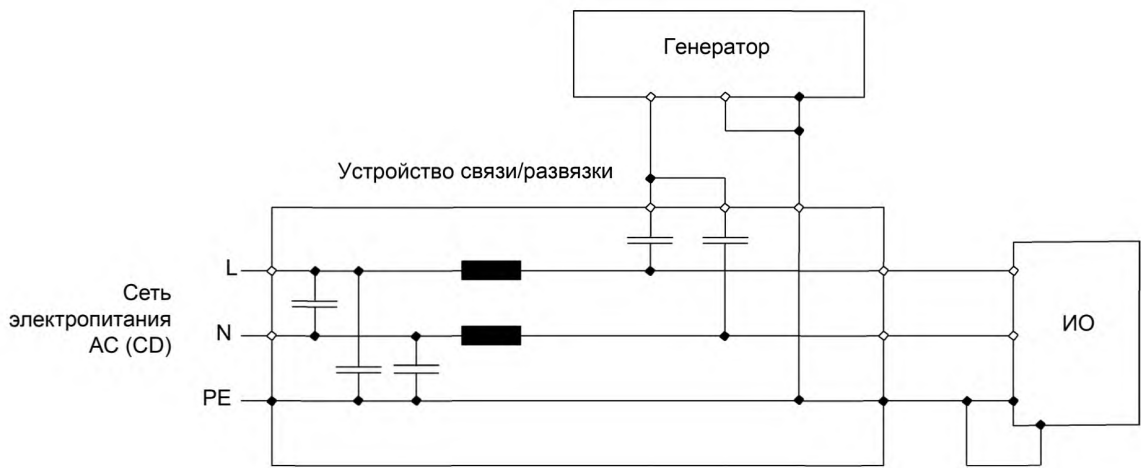 Генератор
Устройство связи/развязки
L
Сеть
электропитания
AC (CD)
N
ИО
PE